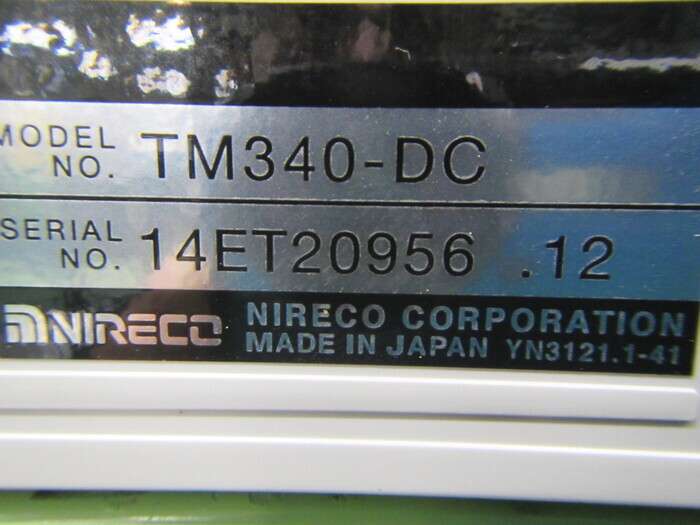 MODEL NO. TM340-DC
SERIAL NO. 14ET20956 .12
NIRECO NIRECO CORPORATION
MADE IN JAPAN YN3121.1-41